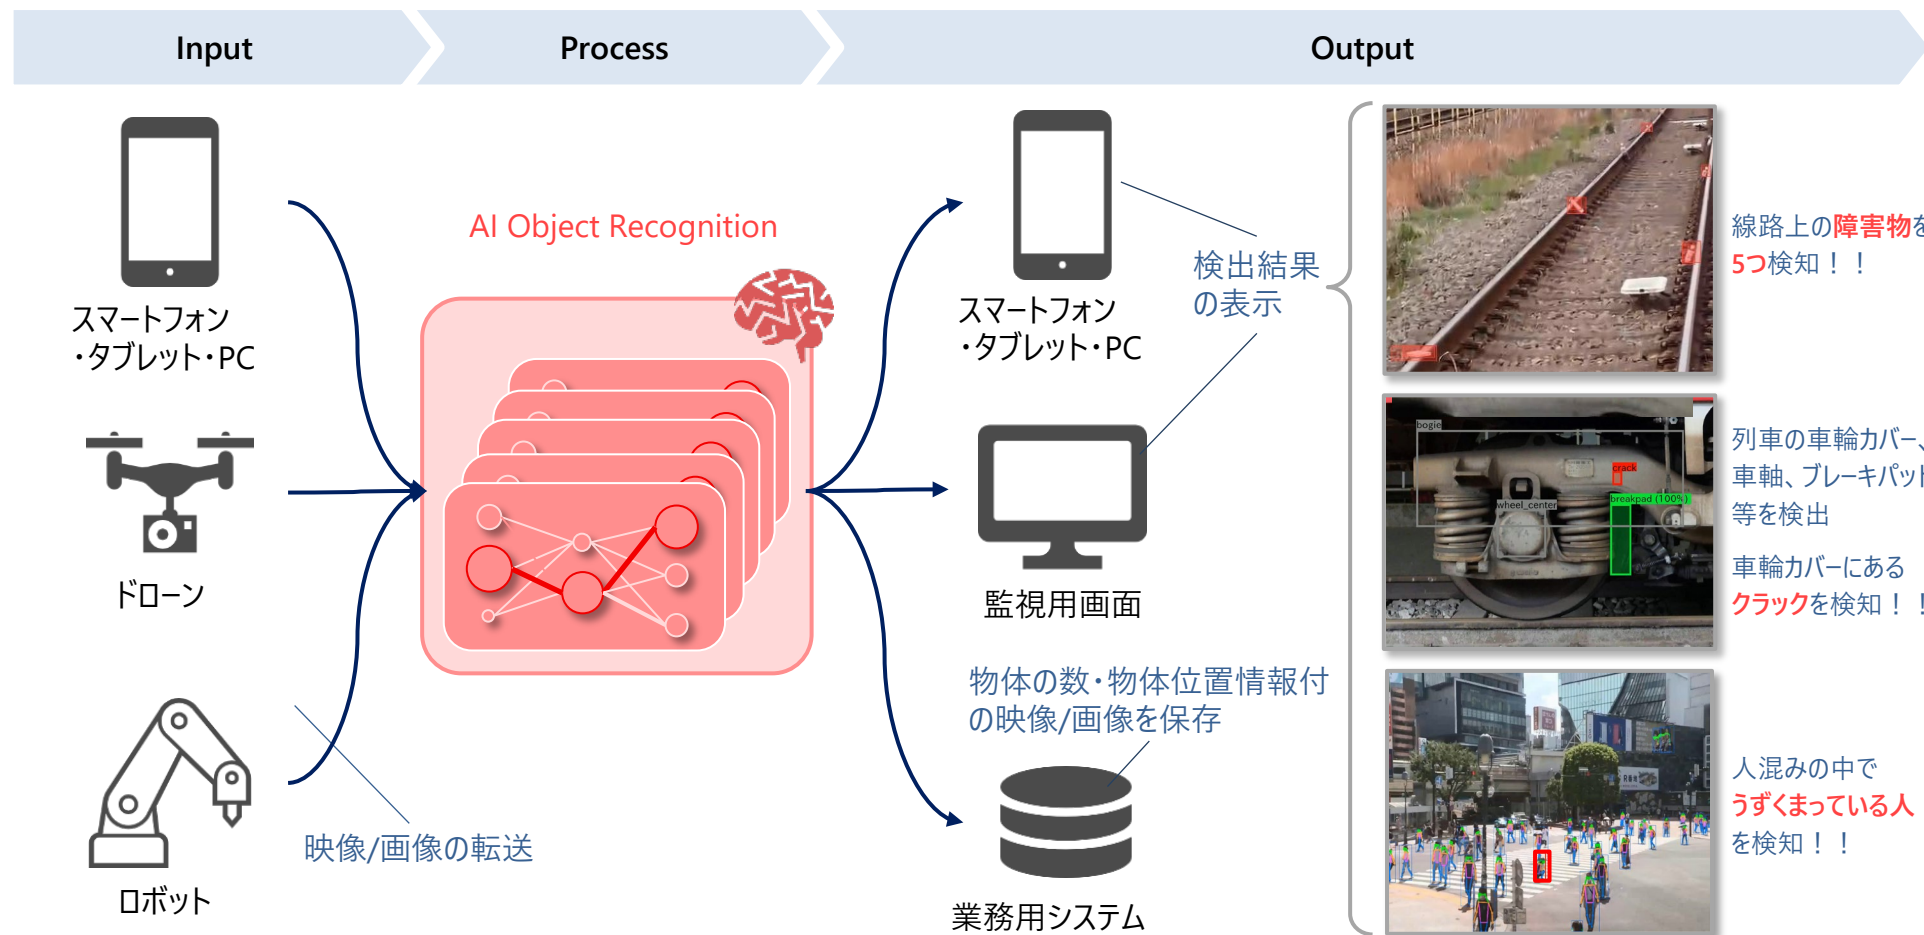 Input
Process
Output
スマートフォン
・タブレット・PC
ドローン
ロボット
映像/画像の転送
AI Object Recognition
スマートフォン
・タブレット・PC
検出結果
の表示
監視用画面
物体の数・物体位置情報付
の映像/画像を保存
業務用システム
線路上の障害物を
5つ検知！！
bogie
crack
breakpad (100%)
wheel_center
列車の車輪カバー、
車軸、ブレーキパッド
等を検出
車輪カバーにある
クラックを検知！！
人混みの中で
うずくまっている人
を検知！！